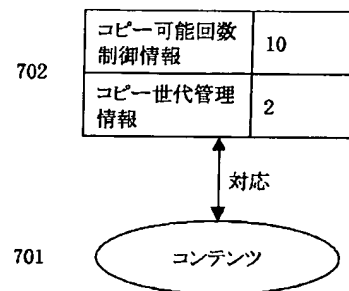 702
コピー可能回数
制御情報
10
コピー世代管理
情報
2
対応
701
コンテンツ